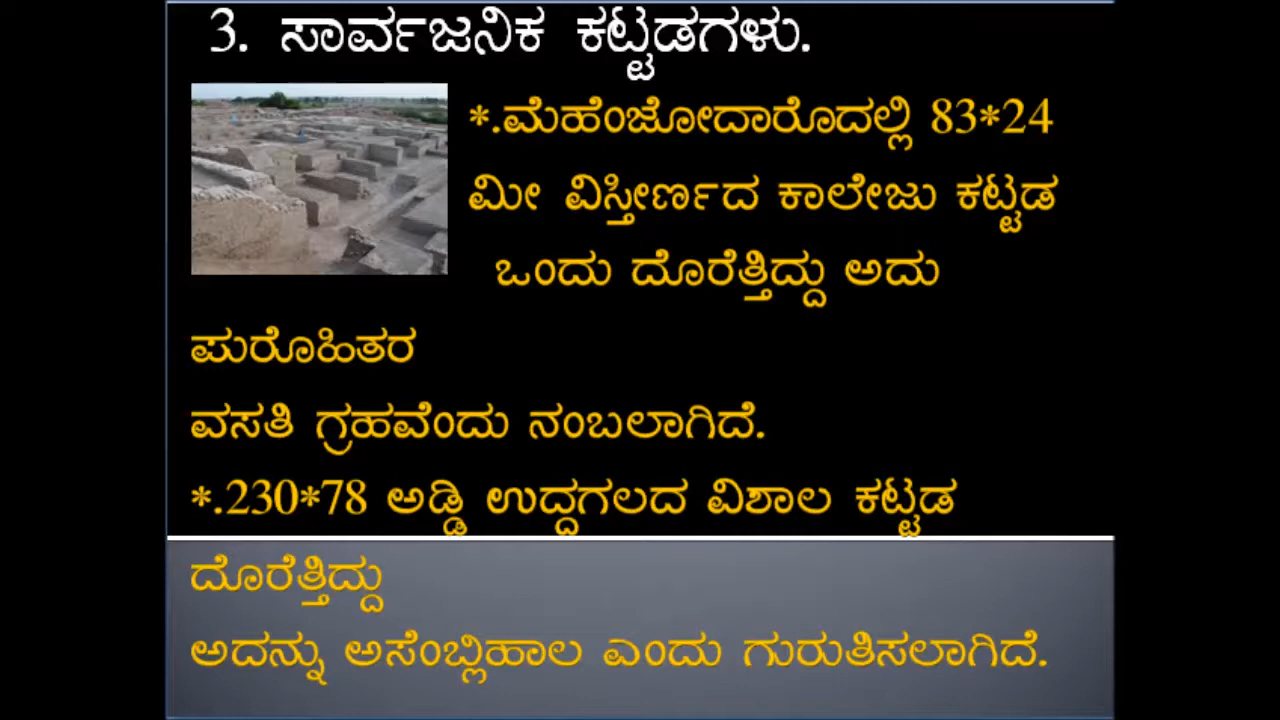 3. ಸಾರ್ವಜನಿಕ ಕಟ್ಟಡಗಳು.
*.ಮೆಹೆಂಜೋದಾರೊದಲ್ಲಿ 83*24
ಮೀ ವಿಸ್ತೀರ್ಣದ ಕಾಲೇಜು ಕಟ್ಟಡ
ಒಂದು ದೊರೆತ್ತಿದ್ದು ಅದು
ಪುರೊಹಿತರ
ವಸತಿ ಗ್ರಹವೆಂದು ನಂಬಲಾಗಿದೆ.
*.230*78 ಅಡ್ಡಿ ಉದ್ದಗಲದ ವಿಶಾಲ ಕಟ್ಟಡ
ದೊರೆತ್ತಿದ್ದು
ಅದನ್ನು ಅಸೆಂಬ್ಲಿಹಾಲ ಎಂದು ಗುರುತಿಸಲಾಗಿದೆ.